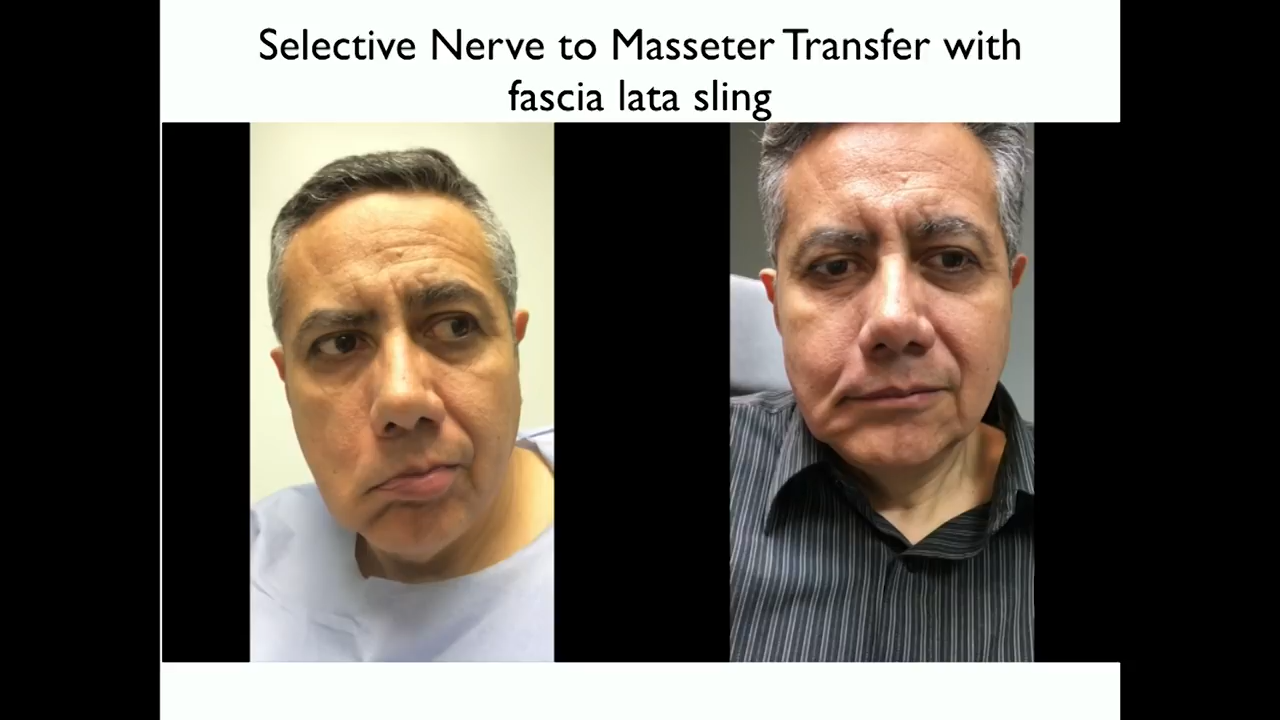 Selective Nerve to Masseter Transfer with
fascia lata sling